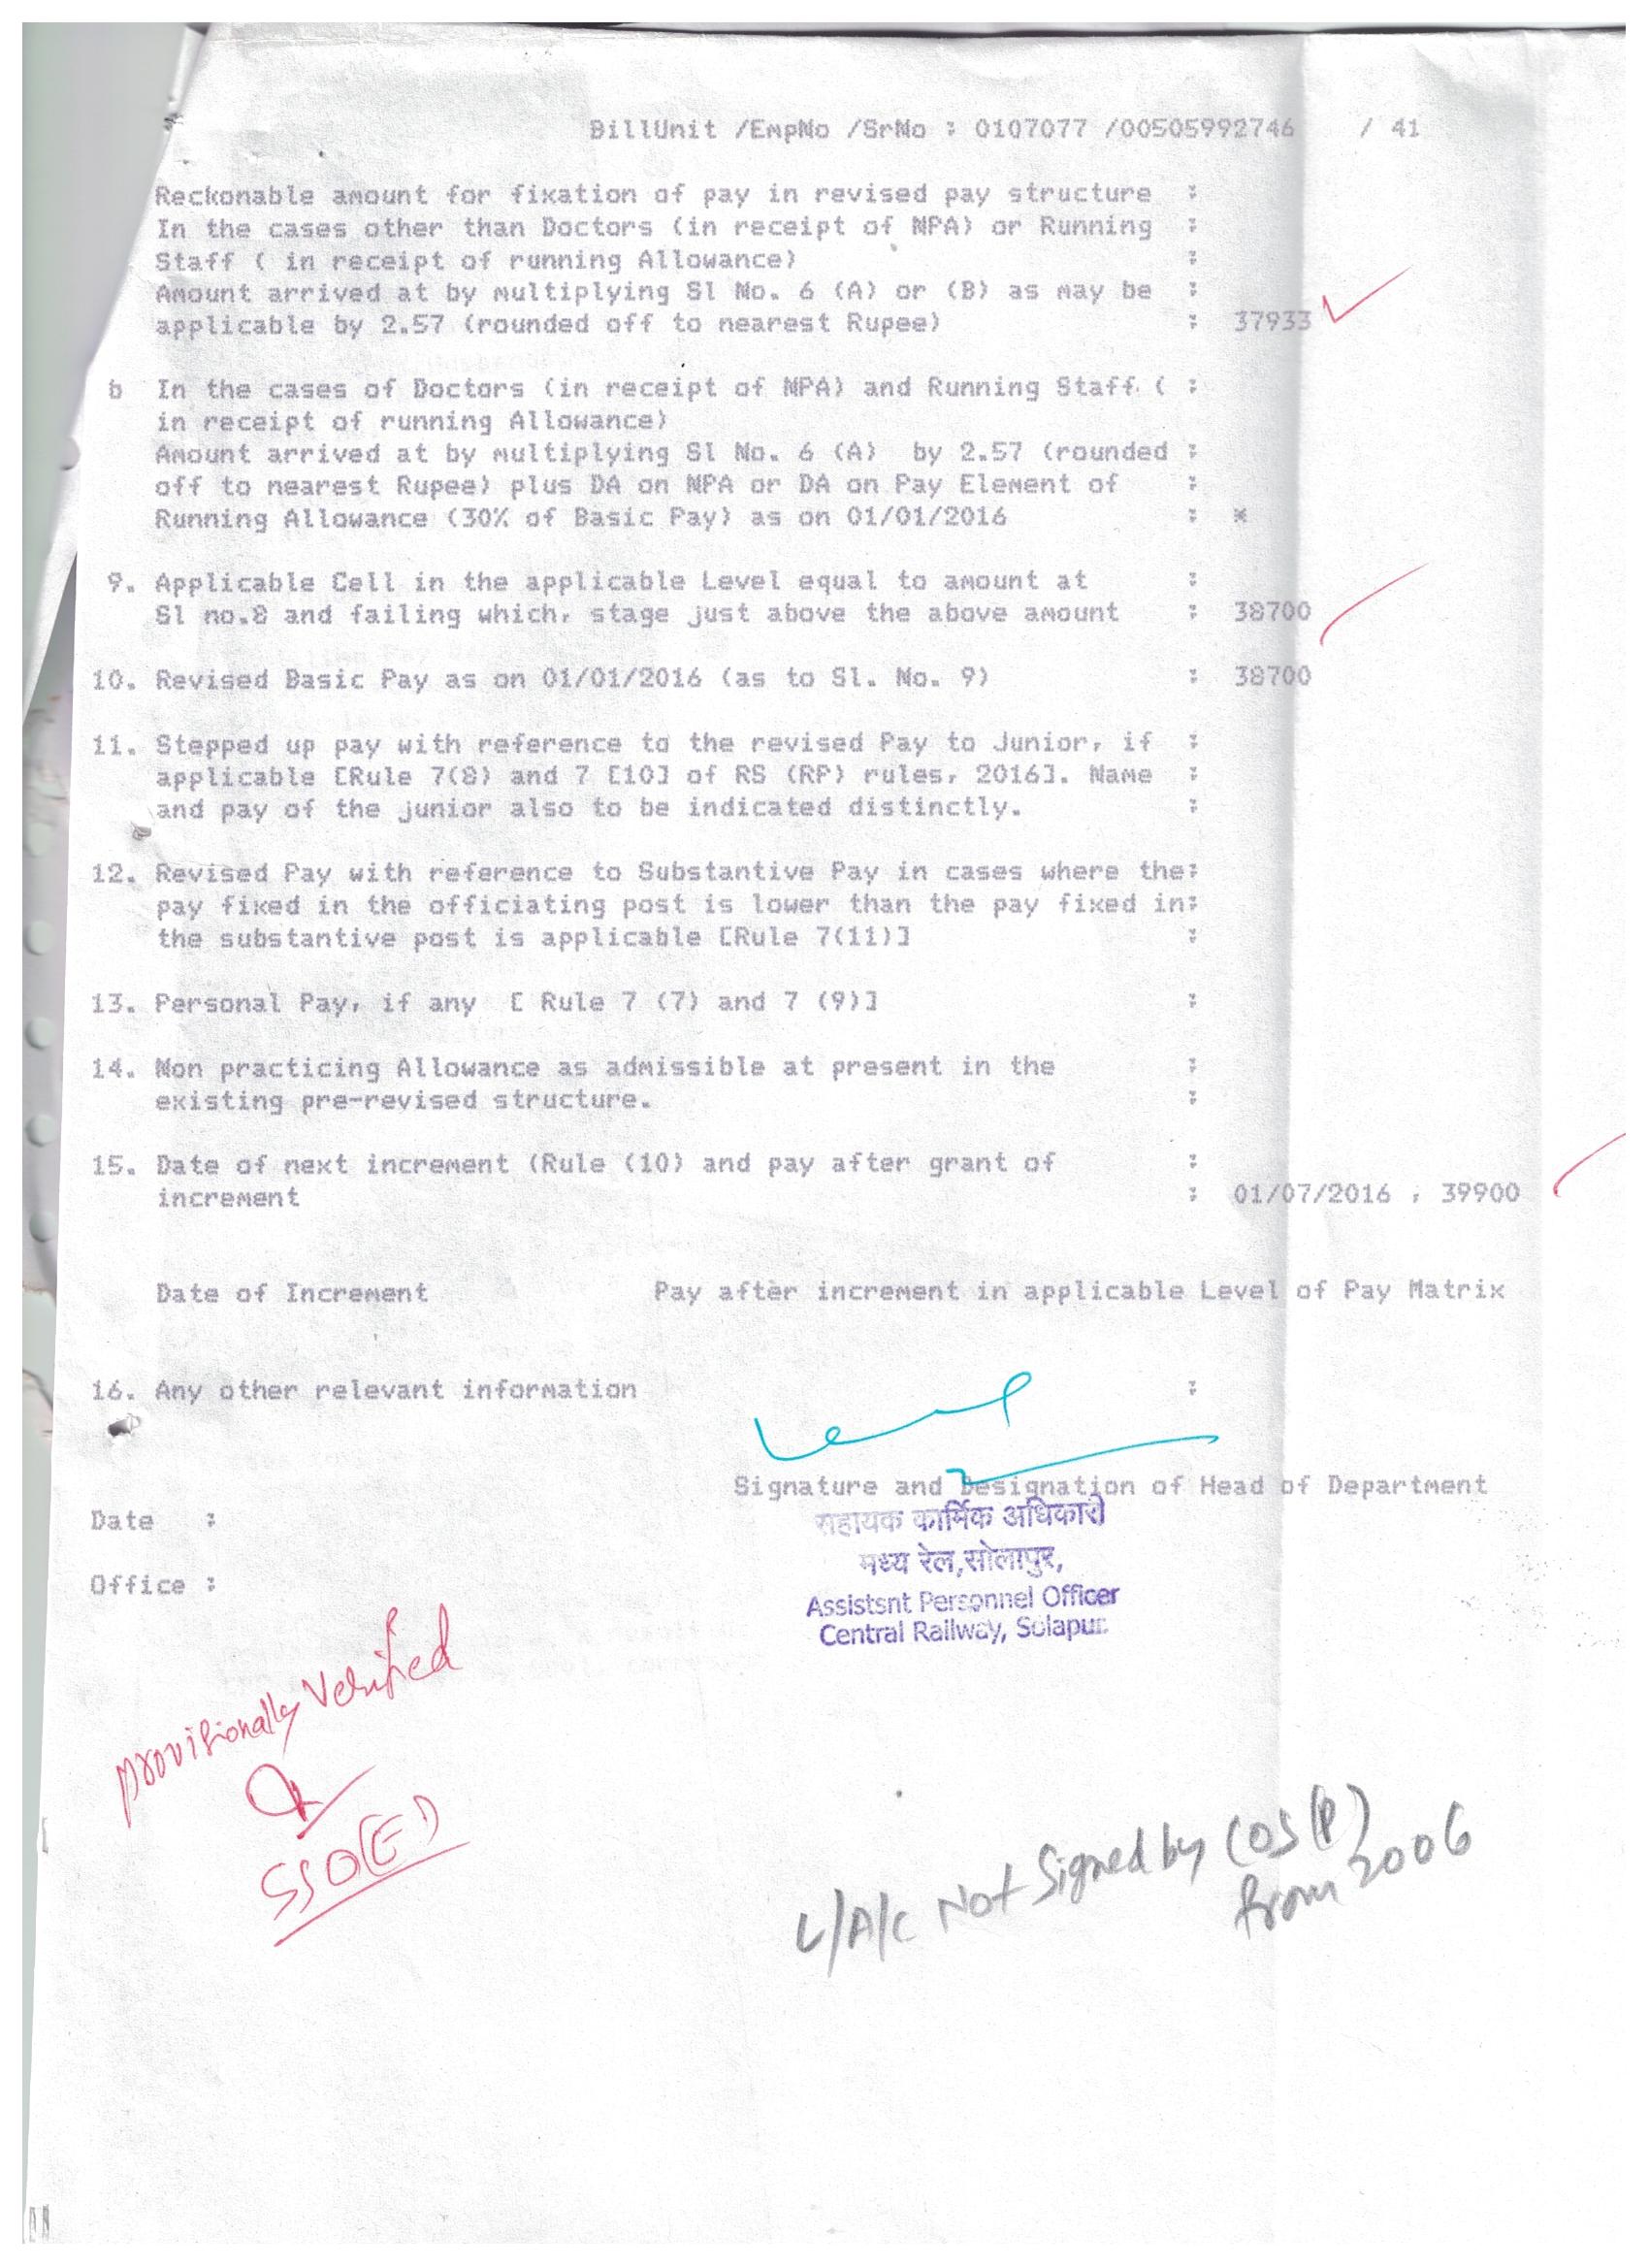 BillUnit /EmpNo /SrNo : 0107077 /00505992746 / 41
Reckonable amount for fixation of pay in revised pay structure :
In the cases other than Doctors (in receipt of NPA) or Running :
Staff ( in receipt of running Allowance) :
Amount arrived at by multiplying Sl No. 6 (A) or (B) as may be :
applicable by 2.57 (rounded off to nearest Rupee) : 37933
b In the cases of Doctors (in receipt of NPA) and Running Staff ( :
in receipt of running Allowance)
Amount arrived at by multiplying Sl No. 6 (A) by 2.57 (rounded :
off to nearest Rupee) plus DA on NPA or DA on Pay Element of :
Running Allowance (30% of Basic Pay) as on 01/01/2016 : *
9. Applicable Cell in the applicable Level equal to amount at :
Sl no.8 and failing which, stage just above the above amount : 38700
10. Revised Basic Pay as on 01/01/2016 (as to Sl. No. 9) : 38700
11. Stepped up pay with reference to the revised Pay to Junior, if :
applicable [Rule 7(8) and 7 [10] of RS (RP) rules, 2016]. Name :
and pay of the junior also to be indicated distinctly. :
12. Revised Pay with reference to Substantive Pay in cases where the:
pay fixed in the officiating post is lower than the pay fixed in:
the substantive post is applicable [Rule 7(11)] :
13. Personal Pay, if any [ Rule 7 (7) and 7 (9)] :
14. Non practicing Allowance as admissible at present in the :
existing pre-revised structure. :
15. Date of next increment (Rule (10) and pay after grant of :
increment : 01/07/2016 , 39900
Date of Increment Pay after increment in applicable Level of Pay Matrix
16. Any other relevant information :
Signature and Designation of Head of Department
सहायक कार्मिक अधिकारी
Date :
मध्य रेल,सोलापुर,
Office :
Assistsnt Personnel Officer
Central Railway, Solapur.
provisionally Verified
SSO(E)
L/A/c Not Signed by COS(P)
from 2006